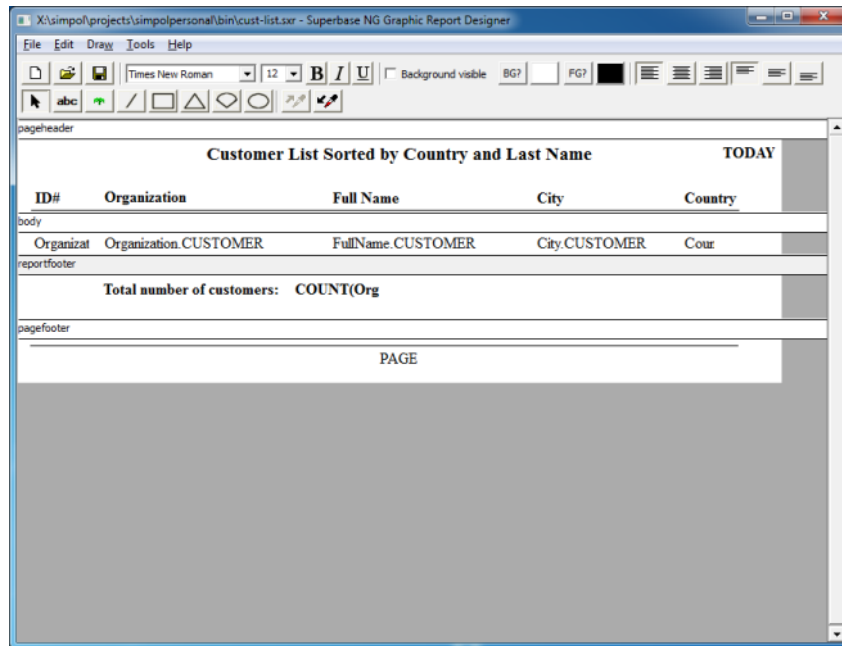 X:\simpol\projects\simpolpersonal\bin\cust-list.sxr - Superbase NG Graphic Report Designer
File Edit Draw Tools Help
Times New Roman 12 B I U Background visible BG? FG?
abc
pageheader
Customer List Sorted by Country and Last Name TODAY
ID# Organization Full Name City Country
body
Organizat Organization.CUSTOMER FullName.CUSTOMER City.CUSTOMER Cour
reportfooter
Total number of customers: COUNT(Org
pagefooter
PAGE